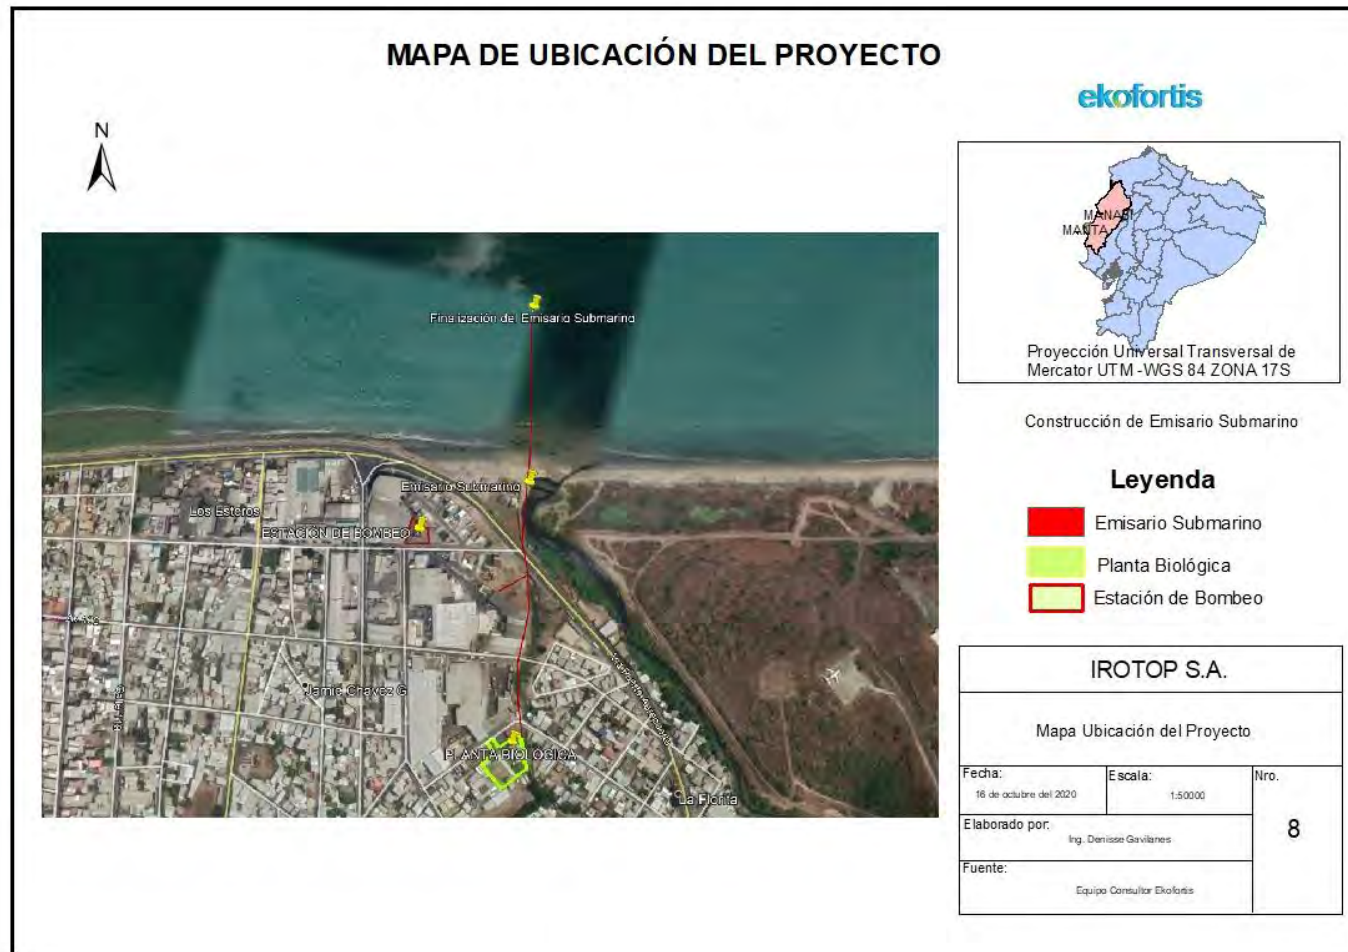 MAPA DE UBICACIÓN DEL PROYECTO
ekofortis
N
MANABI
MANTA
Proyección Universal Transversal de
Mercator UTM -WGS 84 ZONA 17S
Finalización del Emisario Submarino
Emisario Submarino
Los Esteros
ESTACIÓN DE BOMBEO
Jamie Chavez G
PLANTA BIOLÓGICA
La Florita
Construcción de Emisario Submarino
Leyenda
Emisario Submarino
Planta Biológica
Estación de Bombeo
IROTOP S.A.
Mapa Ubicación del Proyecto
Fecha:
16 de octubre del 2020
Escala:
1:50000
Nro.
8
Elaborado por:
Ing. Denisse Gavilanes
Fuente:
Equipo Consultor Ekofortis